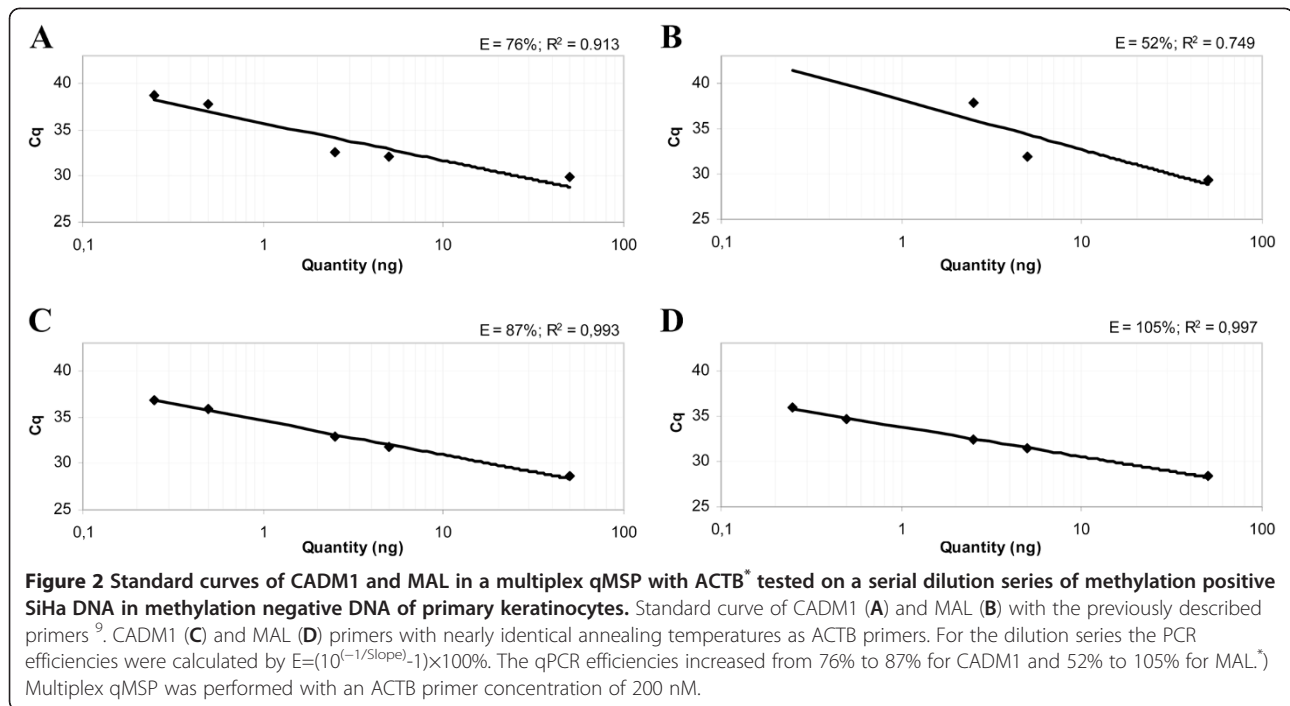 A
E = 76%; R² = 0.913
40
35
30
25
Cq
0,1
1
10
100
Quantity (ng)
B
E = 52%; R² = 0.749
40
35
30
25
Cq
0,1
1
10
100
Quantity (ng)
C
E = 87%; R² = 0,993
40
35
30
25
Cq
0,1
1
10
100
Quantity (ng)
D
E = 105%; R² = 0,997
40
35
30
25
Cq
0,1
1
10
100
Quantity (ng)
Figure 2 Standard curves of CADM1 and MAL in a multiplex qMSP with ACTB* tested on a serial dilution series of methylation positive
SiHa DNA in methylation negative DNA of primary keratinocytes. Standard curve of CADM1 (A) and MAL (B) with the previously described
primers ⁹. CADM1 (C) and MAL (D) primers with nearly identical annealing temperatures as ACTB primers. For the dilution series the PCR
efficiencies were calculated by E=(10^(−1/Slope)-1)×100%. The qPCR efficiencies increased from 76% to 87% for CADM1 and 52% to 105% for MAL.*)
Multiplex qMSP was performed with an ACTB primer concentration of 200 nM.